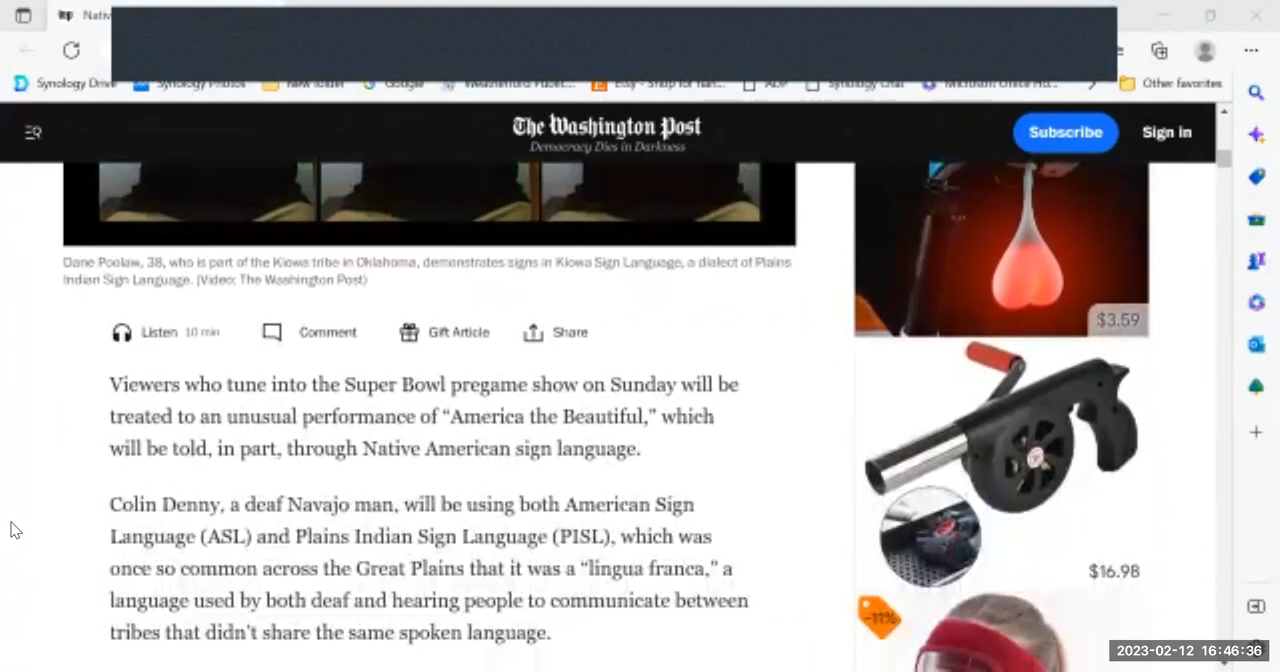 Nativ
Synology Drive
Synology Photos
New folder
Google
Etsy - Shop for han...
ADP
Synology Chat
Microsoft Office Ho...
Other favorites
The Washington Post
Democracy Dies in Darkness
Subscribe
Sign in
Dane Poolaw, 38, who is part of the Kiowa tribe in Oklahoma, demonstrates signs in Kiowa Sign Language, a dialect of Plains
Indian Sign Language. (Video: The Washington Post)
Listen 10 min
Comment
Gift Article
Share
Viewers who tune into the Super Bowl pregame show on Sunday will be
treated to an unusual performance of “America the Beautiful,” which
will be told, in part, through Native American sign language.
Colin Denny, a deaf Navajo man, will be using both American Sign
Language (ASL) and Plains Indian Sign Language (PISL), which was
once so common across the Great Plains that it was a “lingua franca,” a
language used by both deaf and hearing people to communicate between
tribes that didn’t share the same spoken language.
$3.59
$16.98
-11%
2023-02-12 16:46:36